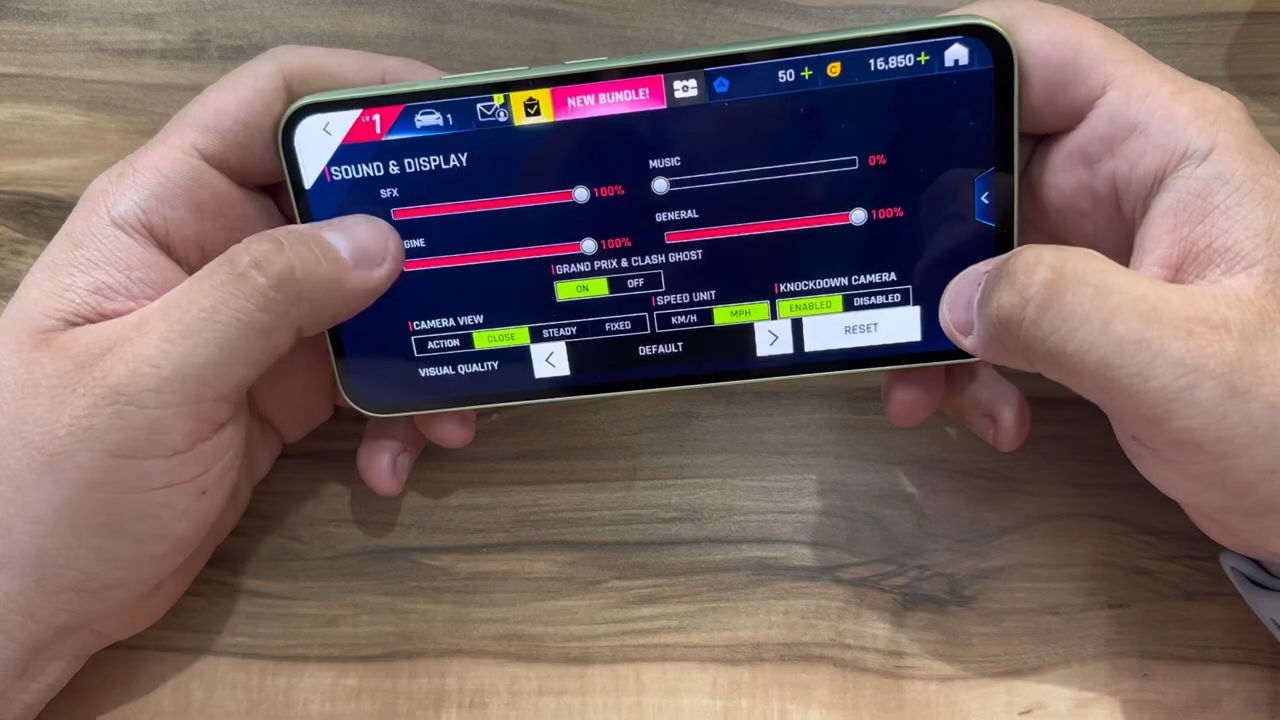 LV 1
1
NEW BUNDLE!
50 +
16,850 +
SOUND & DISPLAY
SFX
100%
MUSIC
0%
GINE
100%
GENERAL
100%
GRAND PRIX & CLASH GHOST
ON OFF
CAMERA VIEW
ACTION CLOSE STEADY FIXED
SPEED UNIT
KM/H MPH
KNOCKDOWN CAMERA
ENABLED DISABLED
VISUAL QUALITY
< DEFAULT >
RESET